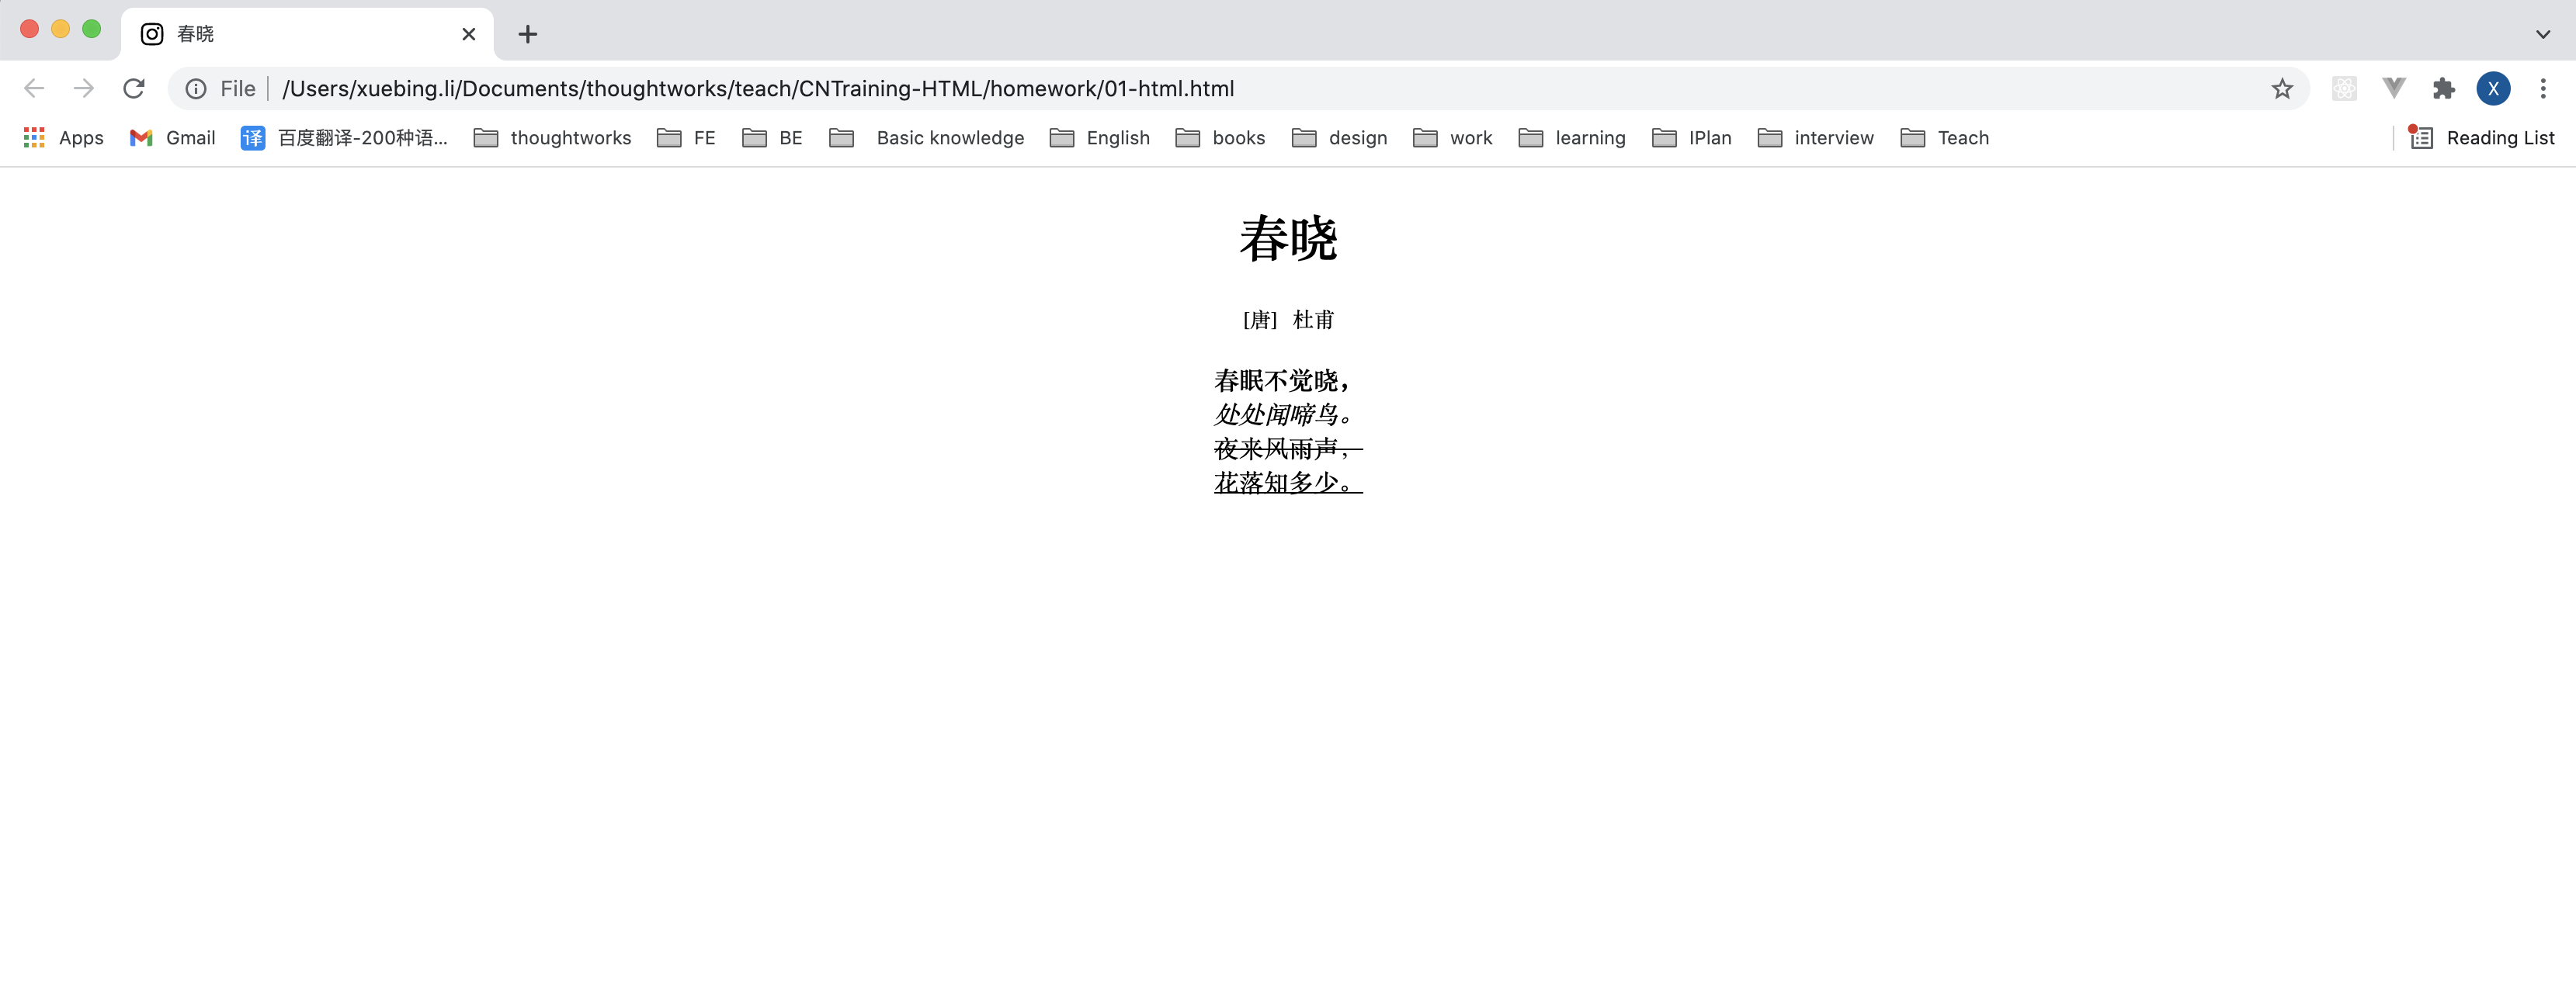 春晓
File /Users/xuebing.li/Documents/thoughtworks/teach/CNTraining-HTML/homework/01-html.html X
Apps Gmail 译 百度翻译-200种语... thoughtworks FE BE Basic knowledge English books design work learning IPlan interview Teach Reading List
春晓
[唐] 杜甫
春眠不觉晓，
处处闻啼鸟。
夜来风雨声，
花落知多少。